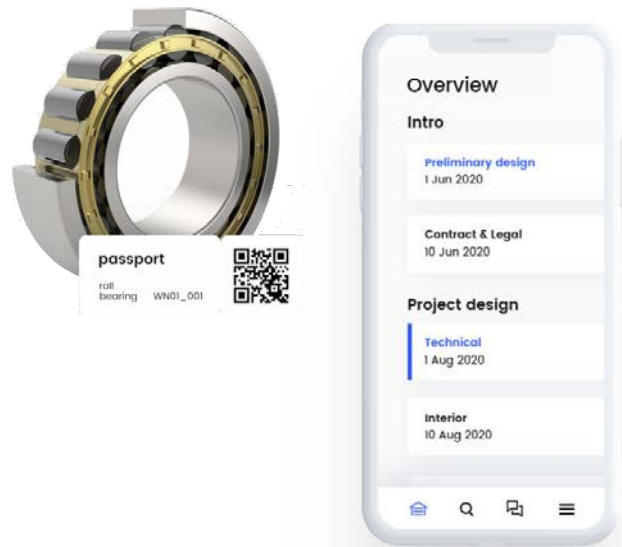 passport
roll
bearing WN01_001
Overview
Intro
Preliminary design
1 Jun 2020
Contract & Legal
10 Jun 2020
Project design
Technical
1 Aug 2020
Interior
10 Aug 2020